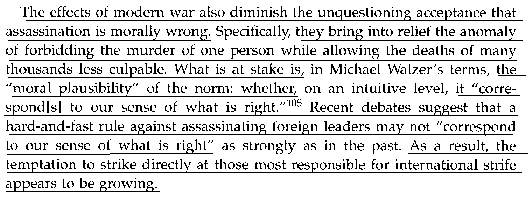 The effects of modern war also diminish the unquestioning acceptance that
assassination is morally wrong. Specifically, they bring into relief the anomaly
of forbidding the murder of one person while allowing the deaths of many
thousands less culpable. What is at stake is, in Michael Walzer's terms, the
"moral plausibility" of the norm: whether, on an intuitive level, it "corre-
spond[s] to our sense of what is right."105 Recent debates suggest that a
hard-and-fast rule against assassinating foreign leaders may not "correspond
to our sense of what is right" as strongly as in the past. As a result, the
temptation to strike directly at those most responsible for international strife
appears to be growing.